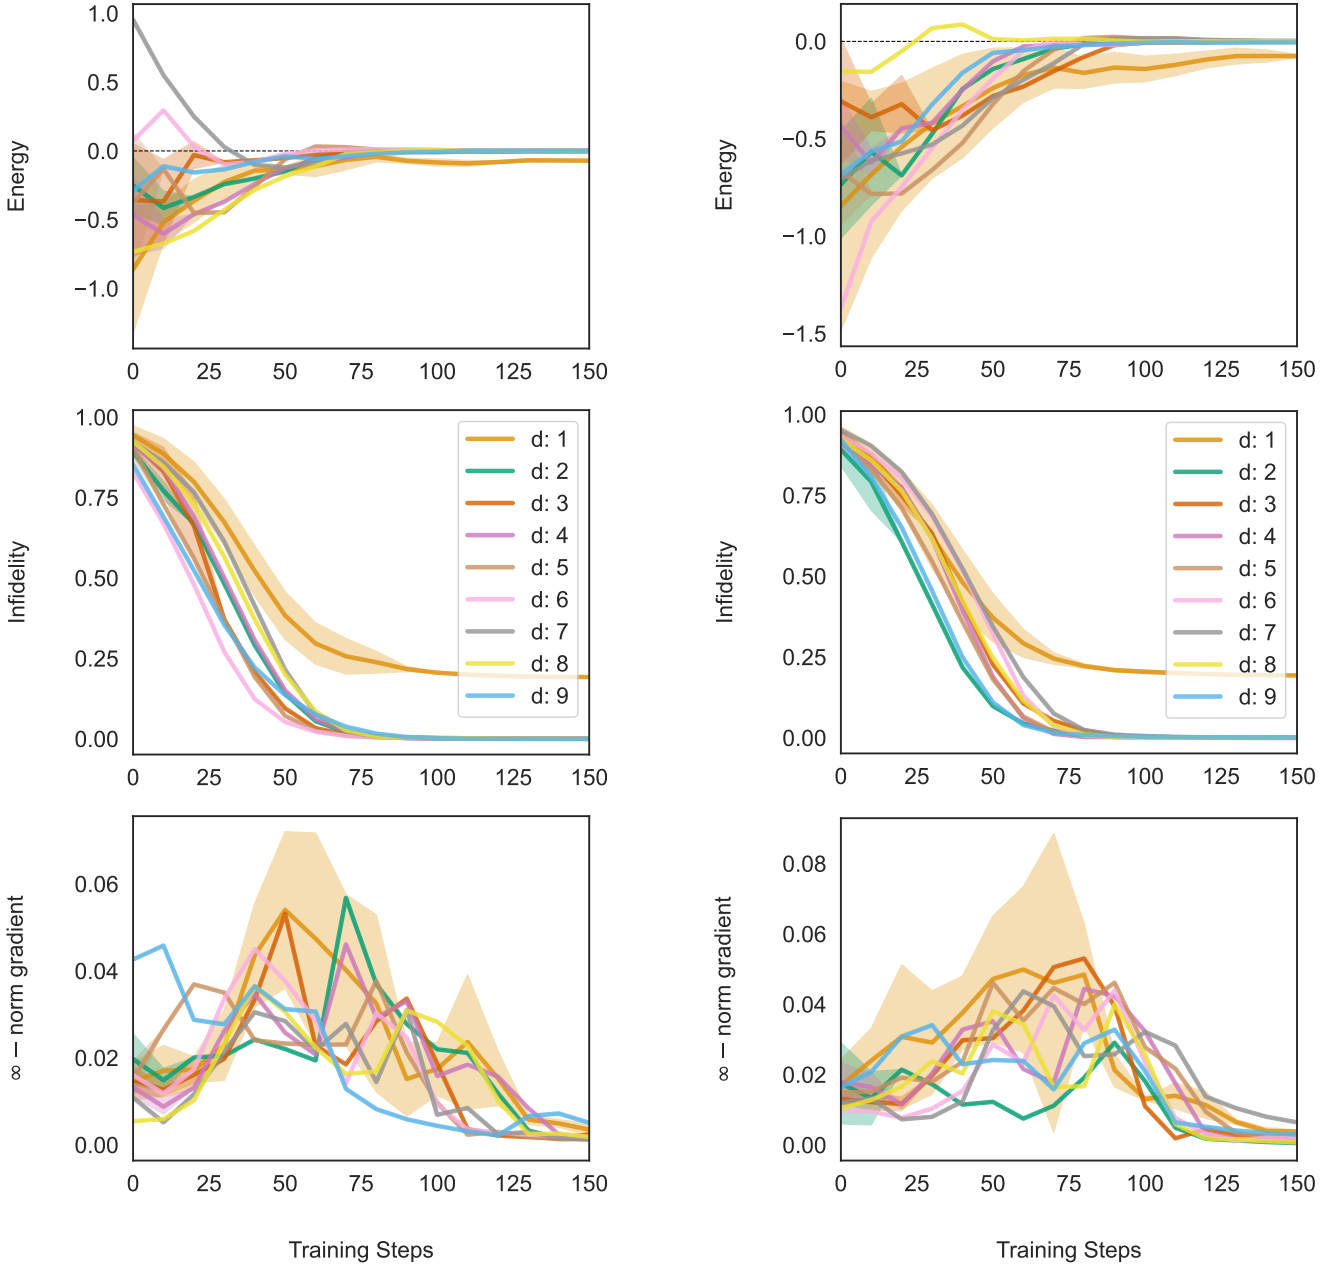 1.0
0.5
0.0
−0.5
−1.0
Energy
0 25 50 75 100 125 150
0.0
−0.5
−1.0
−1.5
Energy
0 25 50 75 100 125 150
1.00
0.75
0.50
0.25
0.00
Infidelity
d: 1
d: 2
d: 3
d: 4
d: 5
d: 6
d: 7
d: 8
d: 9
0 25 50 75 100 125 150
1.00
0.75
0.50
0.25
0.00
Infidelity
d: 1
d: 2
d: 3
d: 4
d: 5
d: 6
d: 7
d: 8
d: 9
0 25 50 75 100 125 150
0.06
0.04
0.02
0.00
∞ − norm gradient
0 25 50 75 100 125 150
Training Steps
0.08
0.06
0.04
0.02
0.00
∞ − norm gradient
0 25 50 75 100 125 150
Training Steps